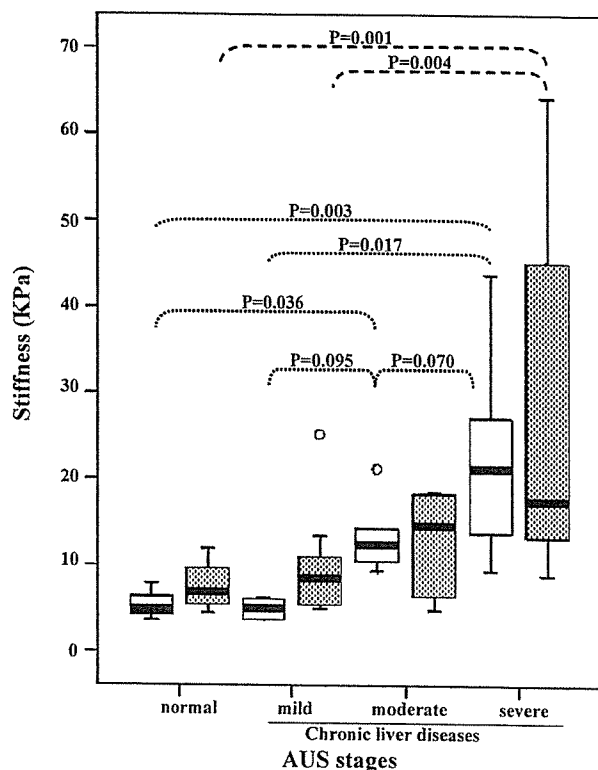 70
P=0.001
P=0.004
60
50
P=0.003
P=0.017
40
P=0.036
P=0.095
P=0.070
30
20
10
0
Stiffness (KPa)
normal
mild
moderate
severe
Chronic liver diseases
AUS stages